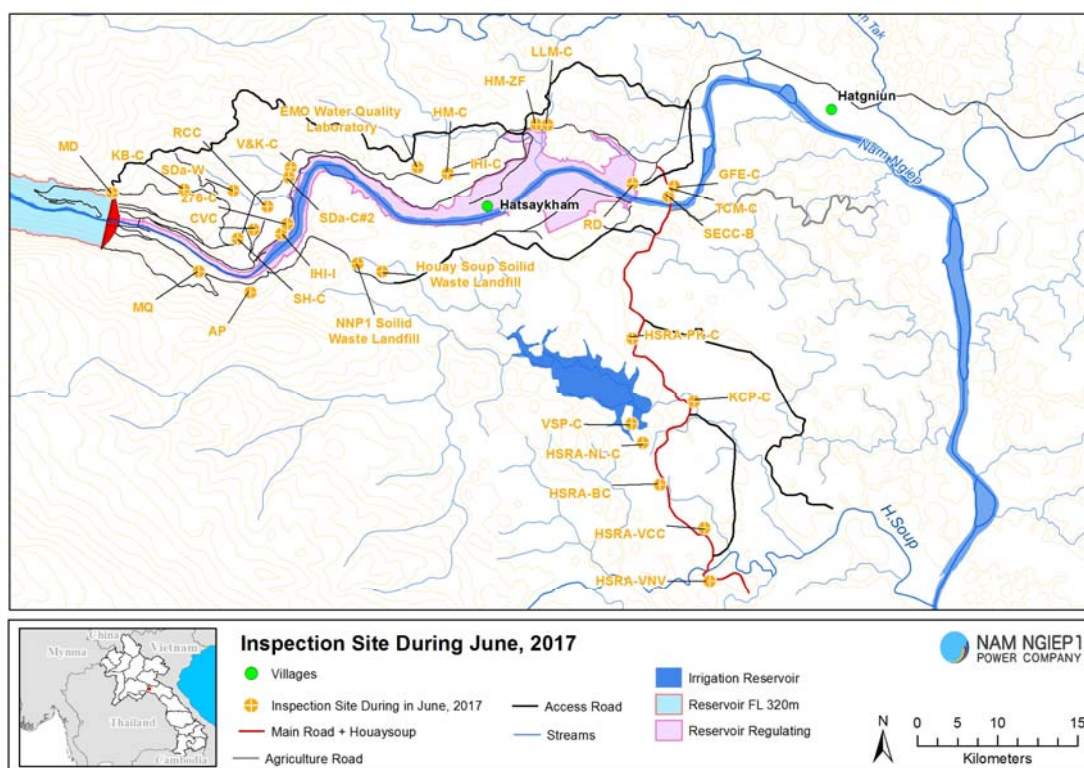 LLM-C
HM-ZF
Hatgniun
EMO Water Quality
Laboratory
HM-C
RCC
V&K-C
MD
KB-C
IHI-C
SDa-W
Nam Ngiep
GFE-C
276-C
Hatsaykham
TCM-C
CVC
SDa-C#2
RD
SECC-B
IHI-I
Houay Soup Soilid
Waste Landfill
MQ
SH-C
AP
NNP1 Soilid
Waste Landfill
HSRA-PR-C
KCP-C
VSP-C
HSRA-NL-C
HSRA-BC
H.Soup
HSRA-VCC
HSRA-VNV
China
Mynma
Vietnam
Thailand
Cambodia
Inspection Site During June, 2017
Villages
Inspection Site During in June, 2017
Main Road + Houaysoup
Agriculture Road
Access Road
Streams
Irrigation Reservoir
Reservoir FL 320m
Reservoir Regulating
NAM NGIEP1
POWER COMPANY
N
0 5 10 15
Kilometers